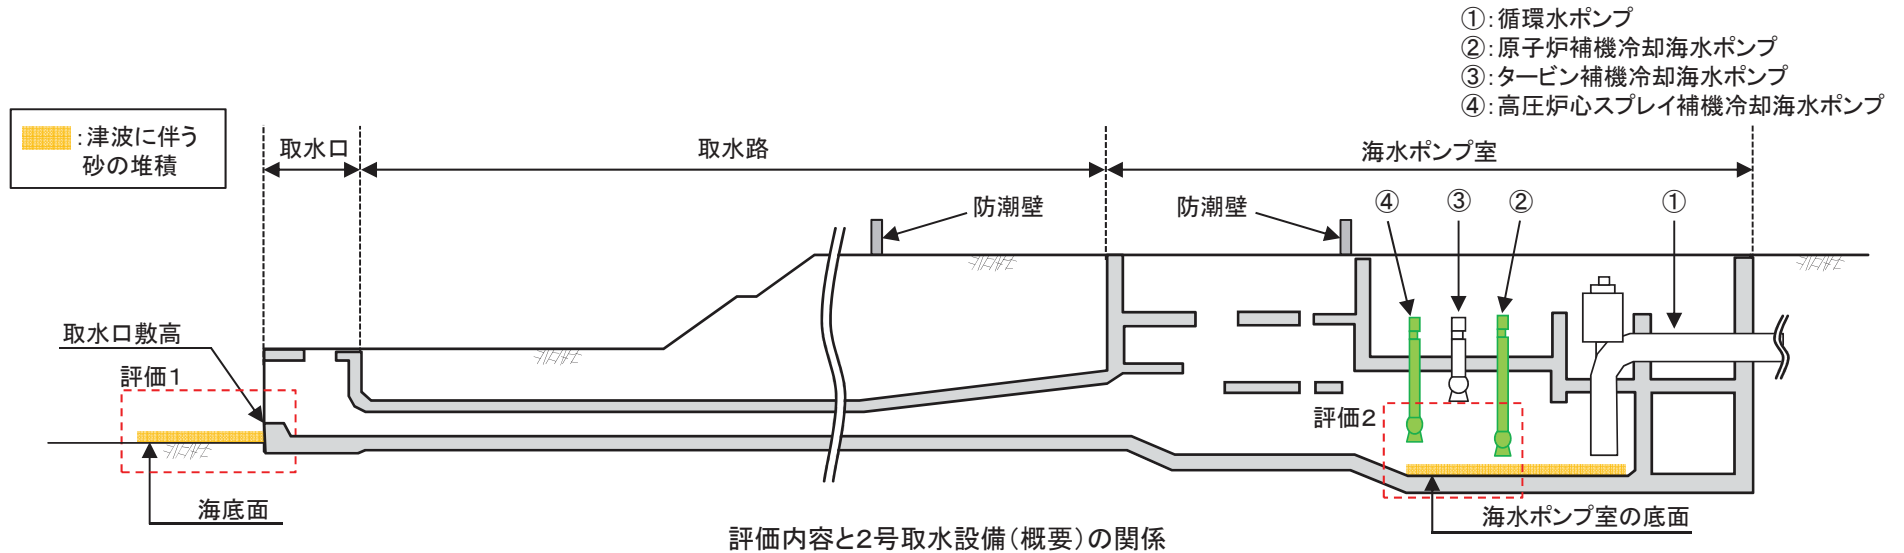 ①：循環水ポンプ
②：原子炉補機冷却海水ポンプ
③：タービン補機冷却海水ポンプ
④：高圧炉心スプレイ補機冷却海水ポンプ
：津波に伴う
砂の堆積
取水口
取水路
海水ポンプ室
防潮壁
防潮壁
④
③
②
①
取水口敷高
評価1
評価2
海底面
海水ポンプ室の底面
評価内容と2号取水設備（概要）の関係